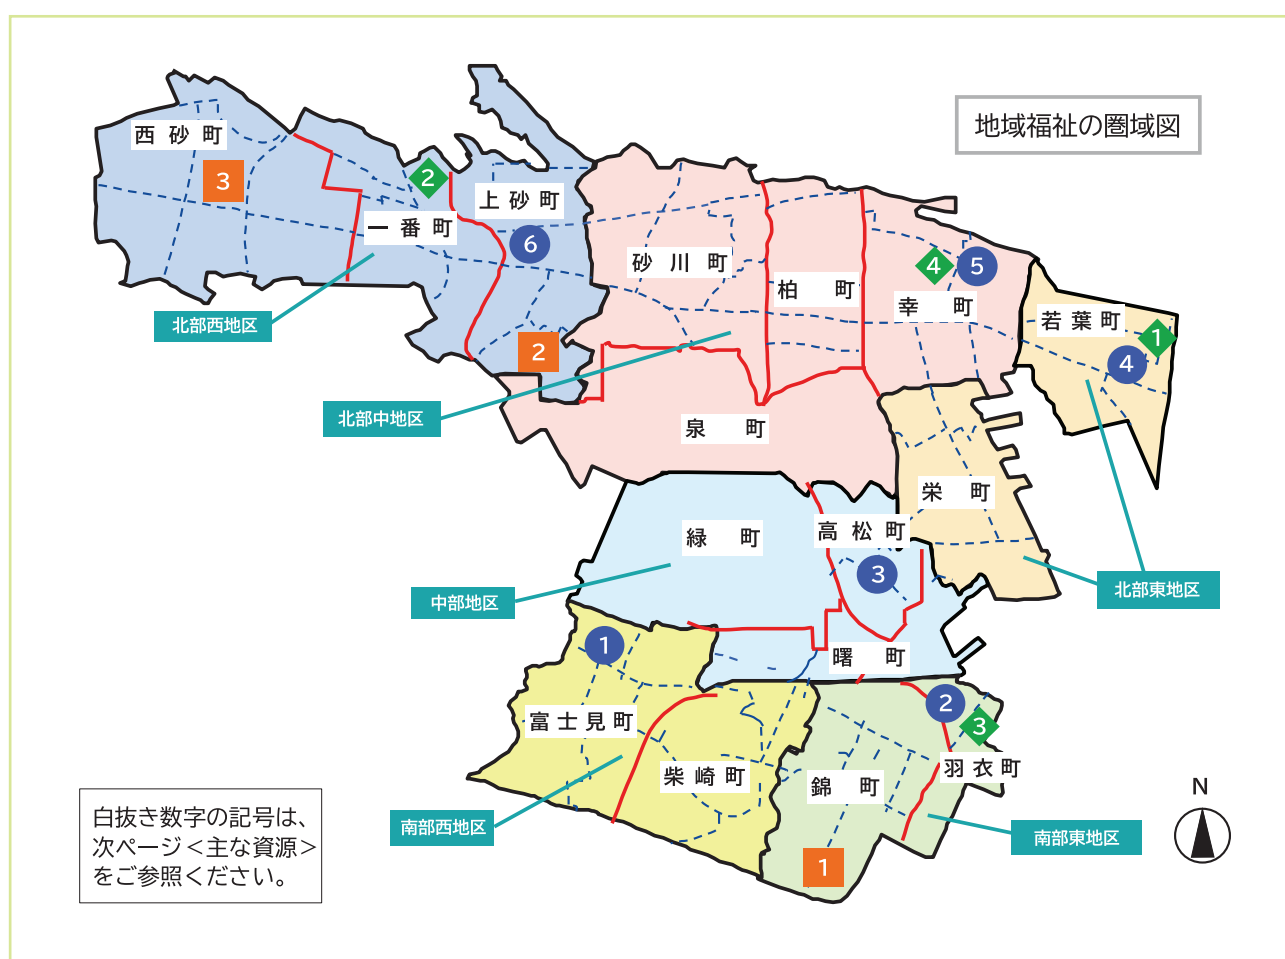 地域福祉の圏域図
西砂町
3
2
一番町
上砂町
6
北部西地区
2
砂川町
柏町
4
5
幸町
若葉町
1
4
北部中地区
泉町
栄町
緑町
高松町
3
中部地区
北部東地区
1
曙町
富士見町
2
3
柴崎町
錦町
羽衣町
南部西地区
南部東地区
1
N
白抜き数字の記号は、
次ページ<主な資源>
をご参照ください。